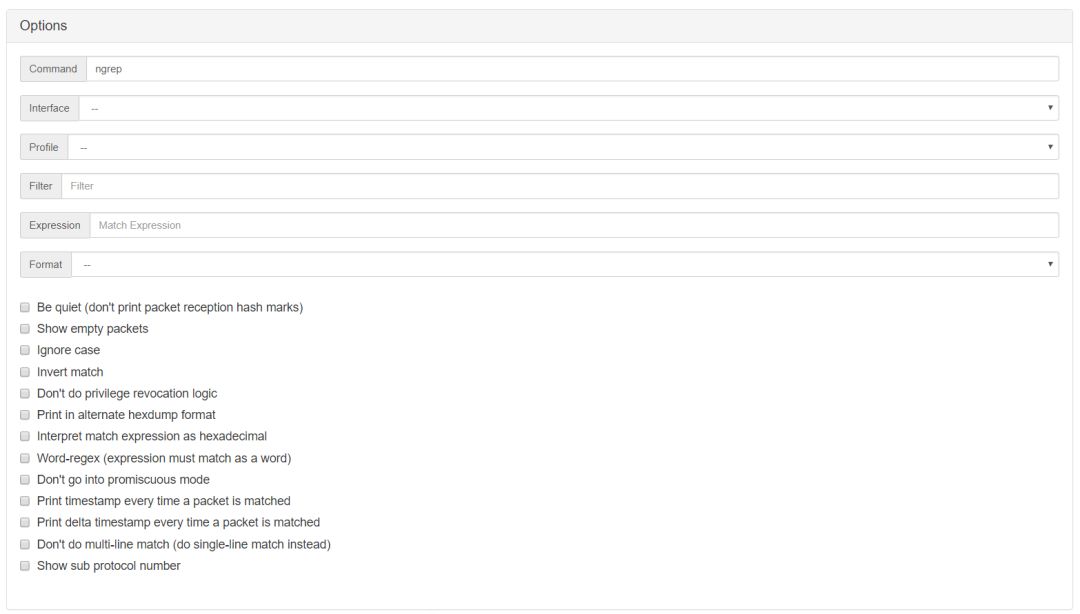 Options
Command ngrep
Interface --
Profile --
Filter Filter
Expression Match Expression
Format --
Be quiet (don't print packet reception hash marks)
Show empty packets
Ignore case
Invert match
Don't do privilege revocation logic
Print in alternate hexdump format
Interpret match expression as hexadecimal
Word-regex (expression must match as a word)
Don't go into promiscuous mode
Print timestamp every time a packet is matched
Print delta timestamp every time a packet is matched
Don't do multi-line match (do single-line match instead)
Show sub protocol number